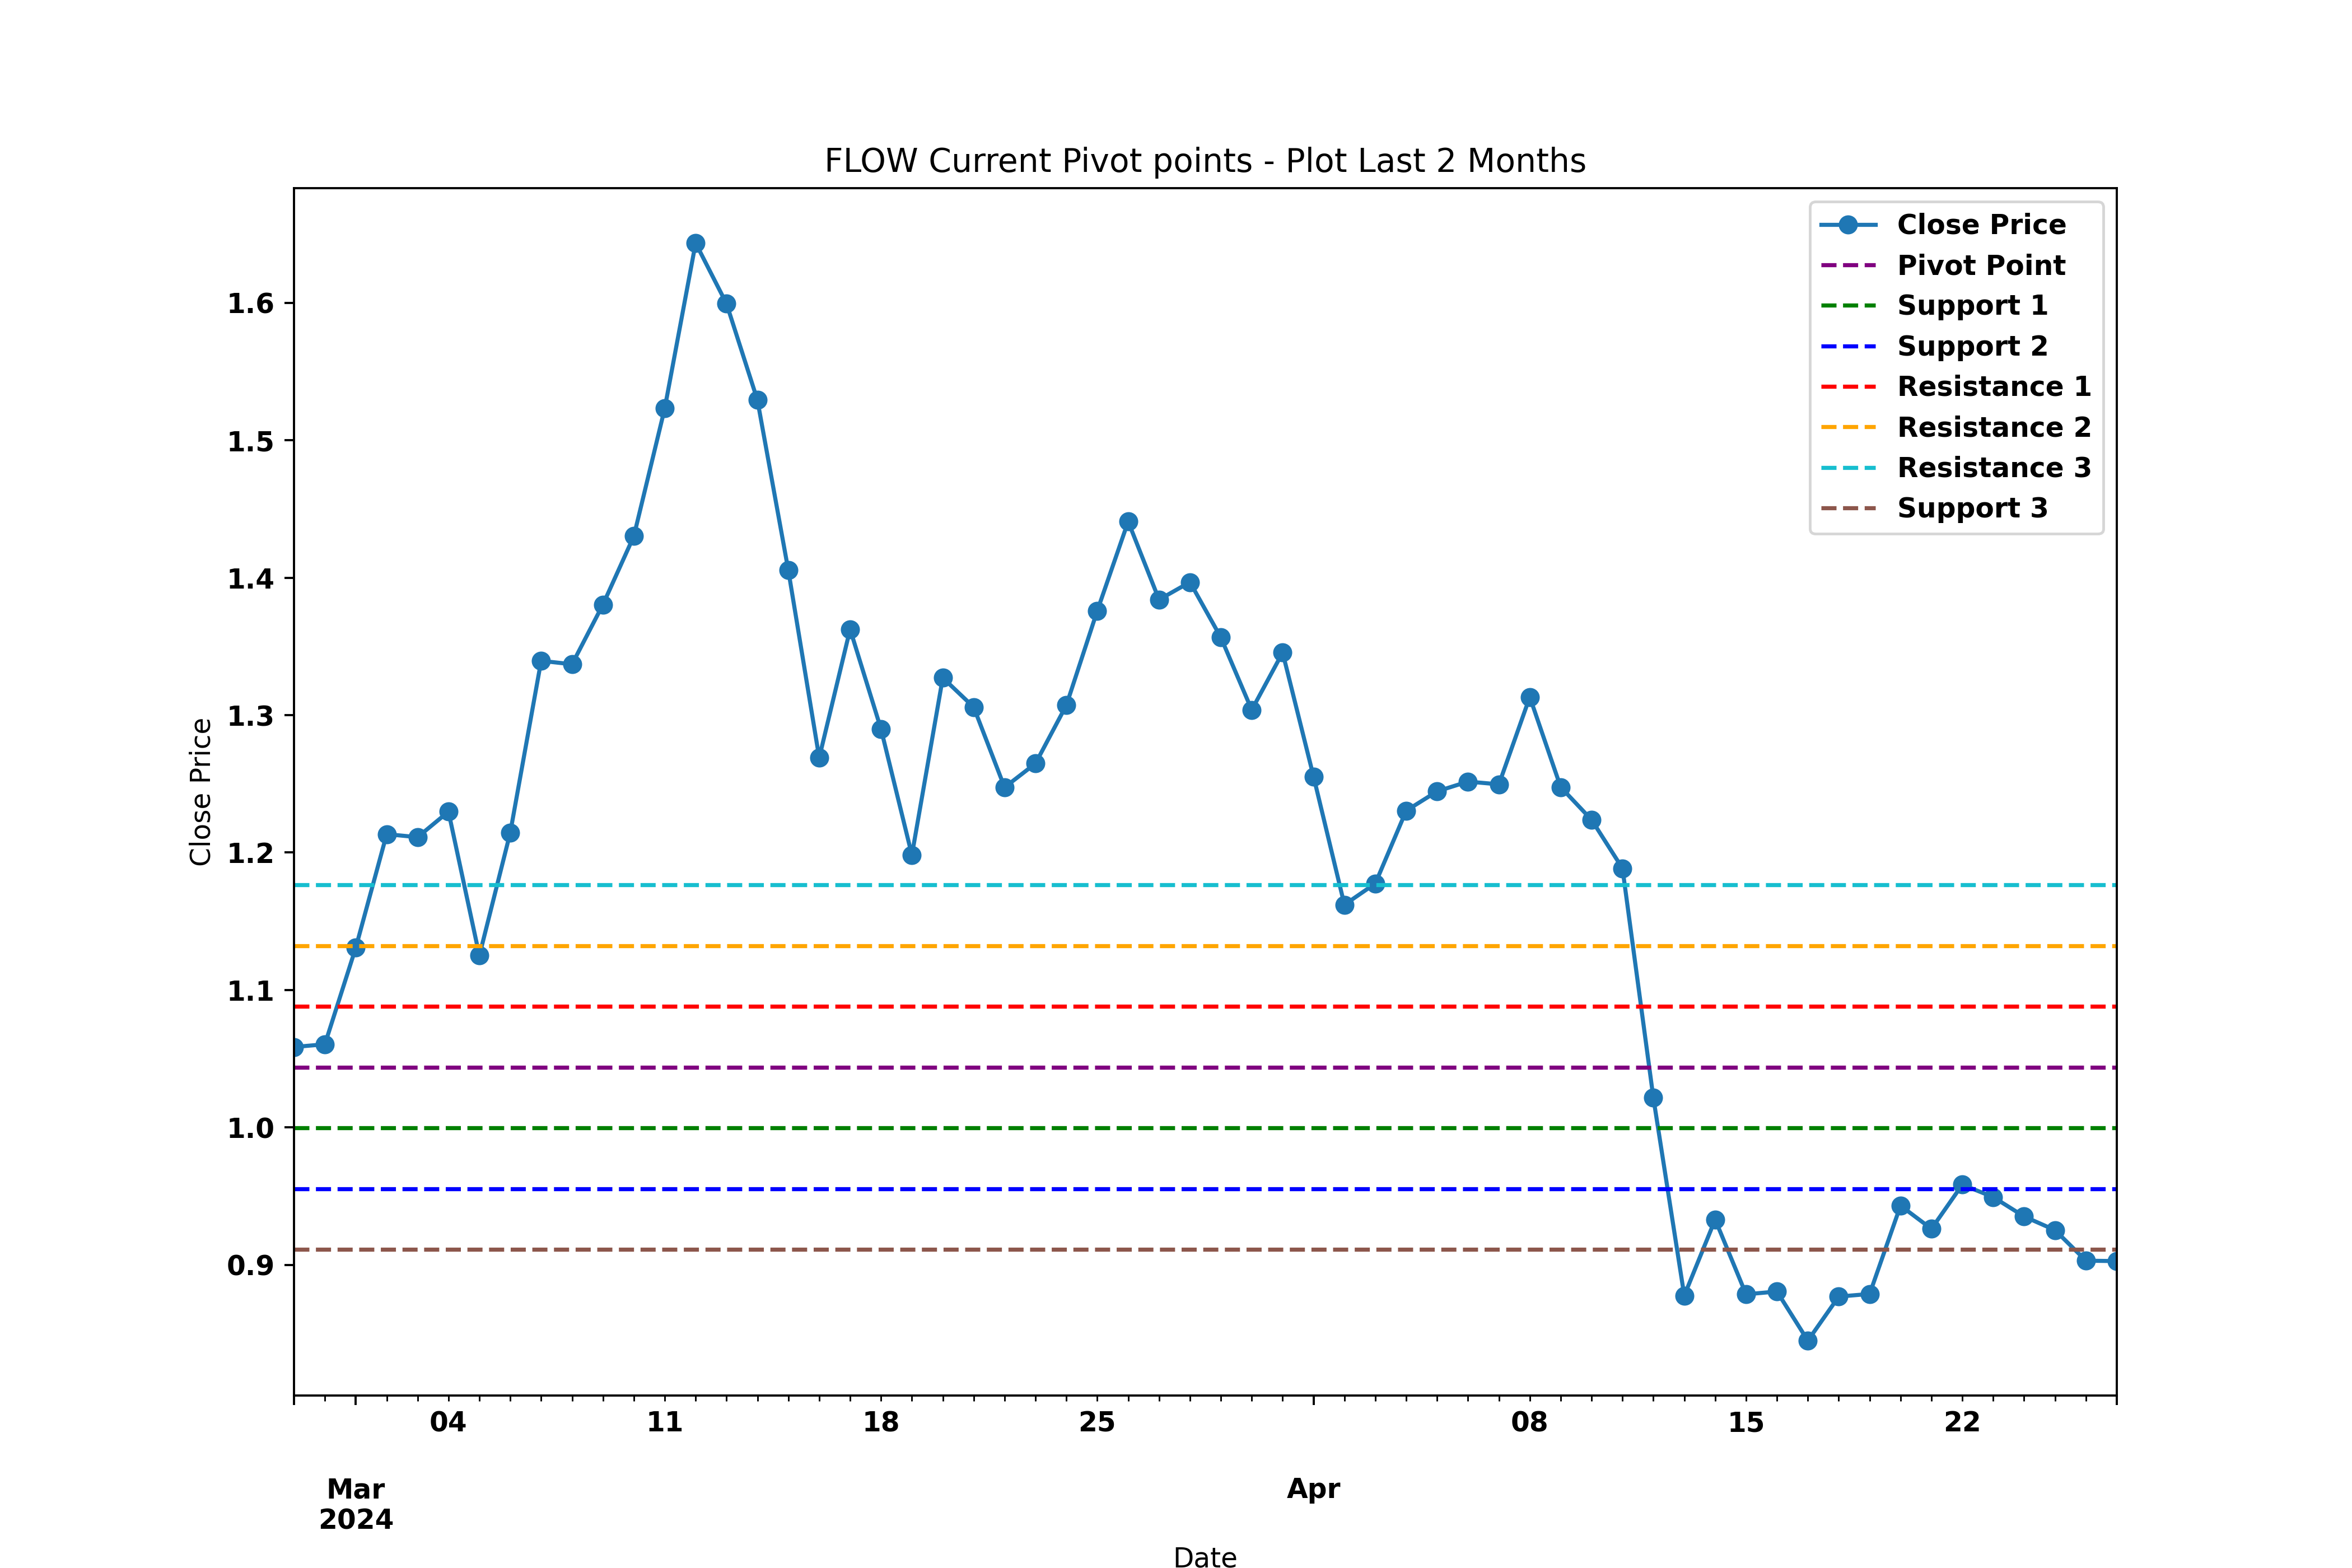 FLOW Current Pivot points - Plot Last 2 Months
Close Price
Pivot Point
Support 1
Support 2
Resistance 1
Resistance 2
Resistance 3
Support 3
1.6
1.5
1.4
1.3
1.2
1.1
1.0
0.9
Close Price
04 11 18 25 08 15 22
Mar Apr
2024
Date